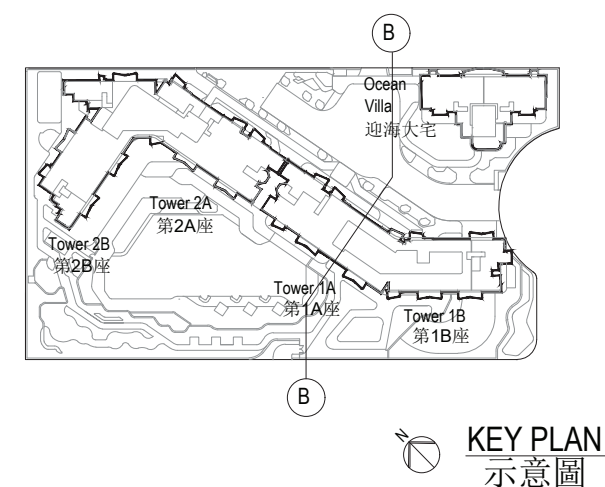 B
Ocean
Villa
迎海大宅
Tower 2A
第2A座
Tower 2B
第2B座
Tower 1A
第1A座
Tower 1B
第1B座
B
N
KEY PLAN
示意圖